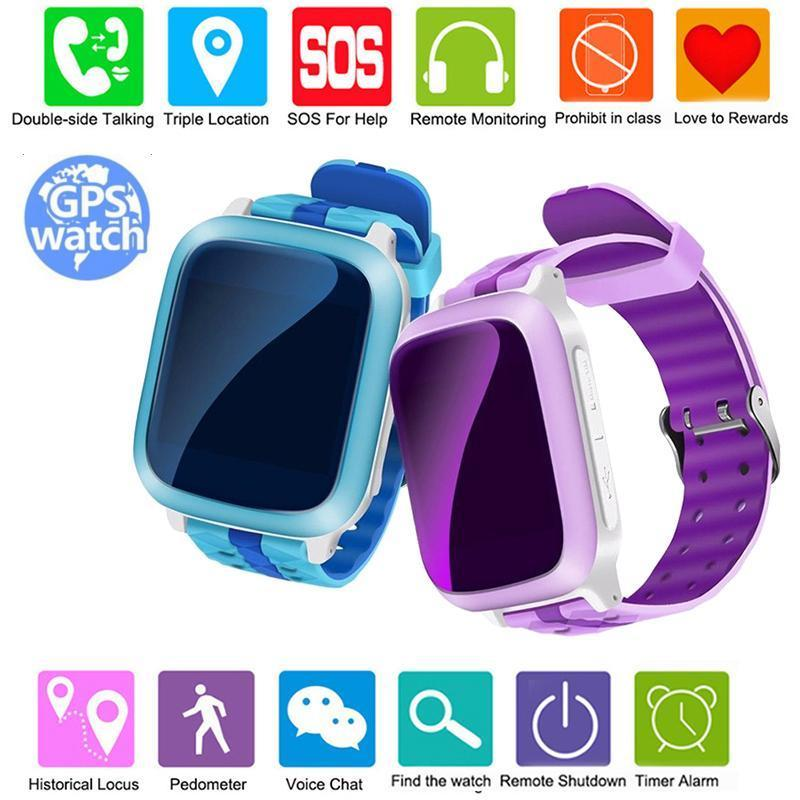 SOS
Double-side Talking
Triple Location
SOS For Help
Remote Monitoring
Prohibit in class
Love to Rewards
GPS
watch
Historical Locus
Pedometer
Voice Chat
Find the watch
Remote Shutdown
Timer Alarm